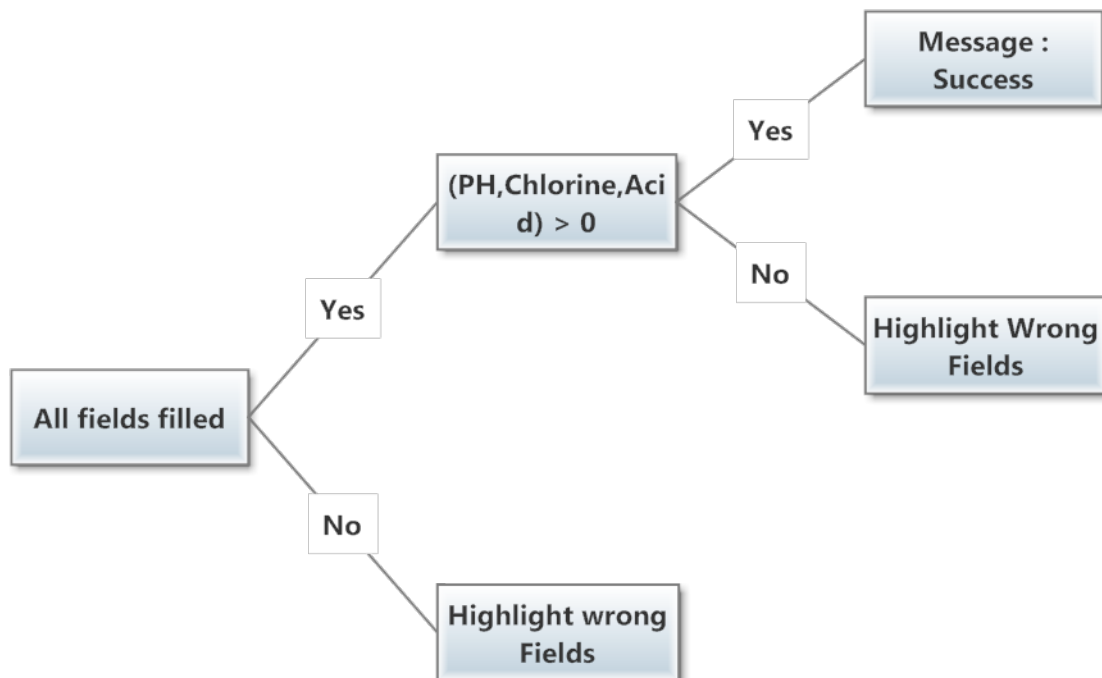 Message :
Success
Yes
(PH,Chlorine,Aci
d) > 0
No
Yes
Highlight Wrong
Fields
All fields filled
No
Highlight wrong
Fields